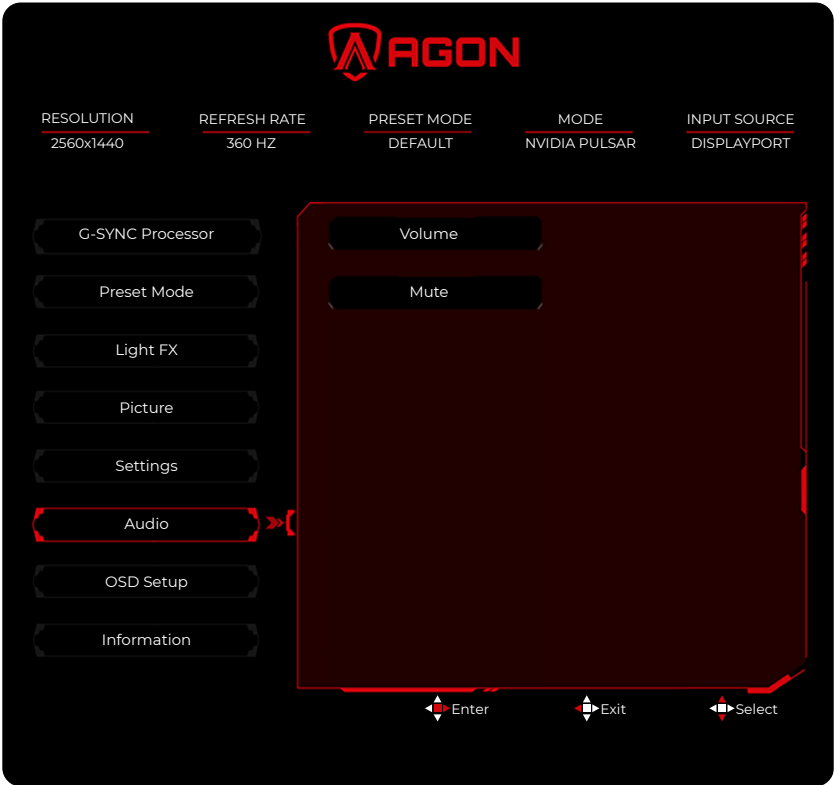 AGON
RESOLUTION
2560x1440
REFRESH RATE
360 HZ
PRESET MODE
DEFAULT
MODE
NVIDIA PULSAR
INPUT SOURCE
DISPLAYPORT
G-SYNC Processor
Preset Mode
Light FX
Picture
Settings
Audio
OSD Setup
Information
Volume
Mute
Enter
Exit
Select